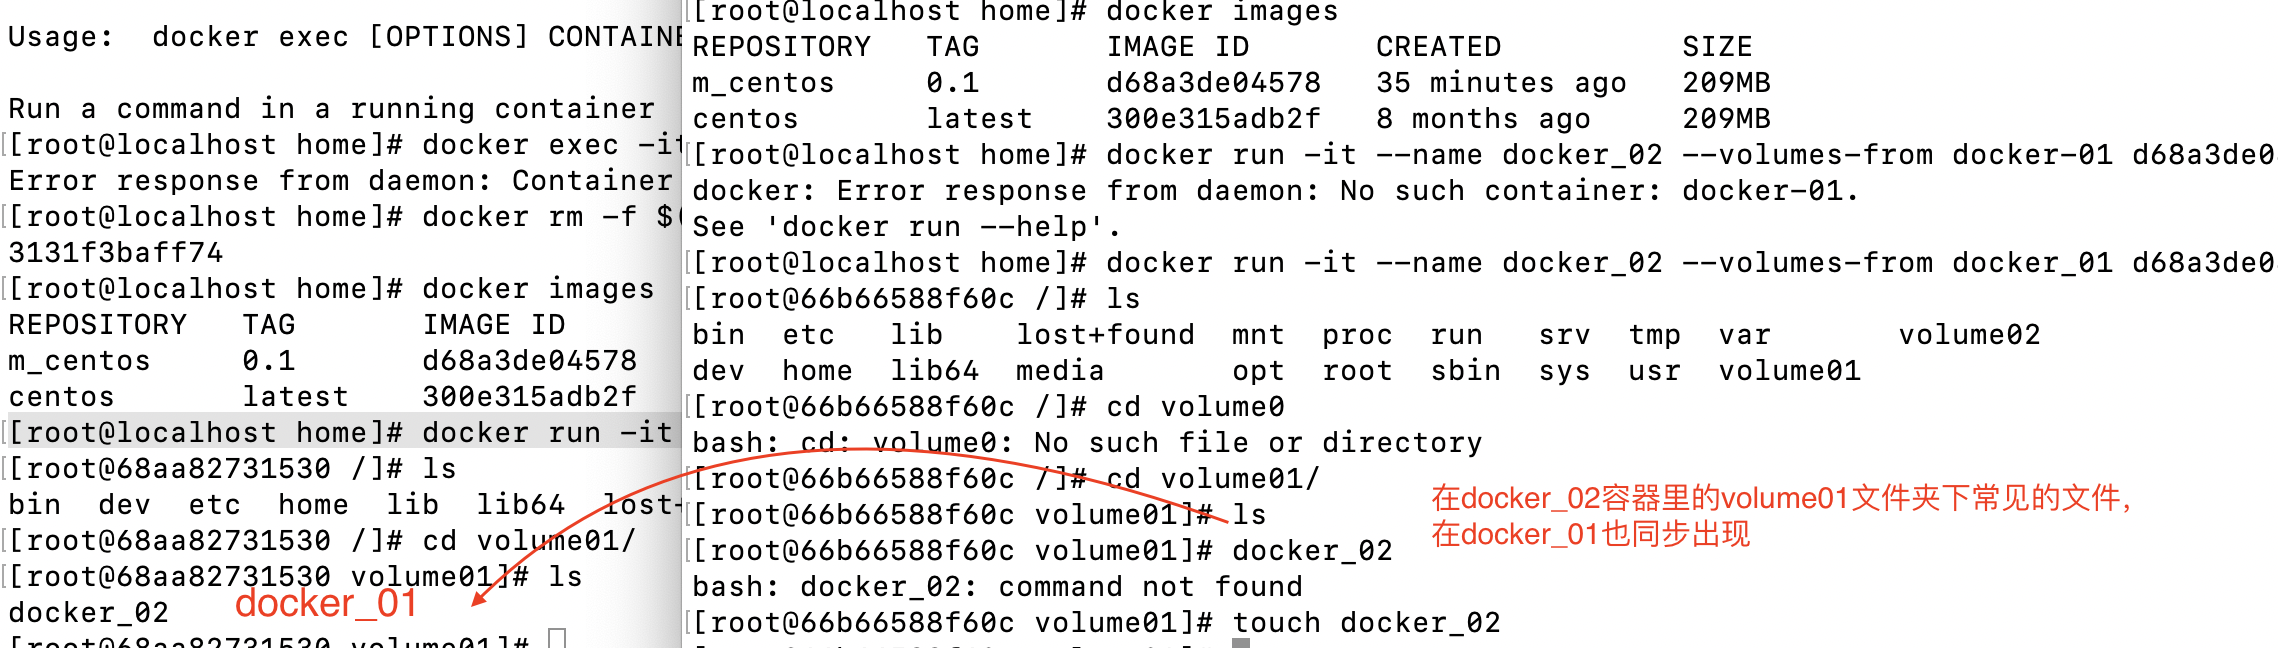 Usage:  docker exec [OPTIONS] CONTAINE
Run a command in a running container
[root@localhost home]# docker exec -it
Error response from daemon: Container
[root@localhost home]# docker rm -f $(
3131f3baff74
[root@localhost home]# docker images
REPOSITORY   TAG       IMAGE ID
m_centos     0.1       d68a3de04578
centos       latest    300e315adb2f
[root@localhost home]# docker run -it
[root@68aa82731530 /]# ls
bin  dev  etc  home  lib  lib64  lost+
[root@68aa82731530 /]# cd volume01/
[root@68aa82731530 volume01]# ls
docker_02
[root@68aa82731530 volume01]#
docker_01
[root@localhost home]# docker images
REPOSITORY   TAG       IMAGE ID       CREATED          SIZE
m_centos     0.1       d68a3de04578   35 minutes ago   209MB
centos       latest    300e315adb2f   8 months ago     209MB
[root@localhost home]# docker run -it --name docker_02 --volumes-from docker-01 d68a3de0
docker: Error response from daemon: No such container: docker-01.
See 'docker run --help'.
[root@localhost home]# docker run -it --name docker_02 --volumes-from docker_01 d68a3de0
[root@66b66588f60c /]# ls
bin  etc   lib    lost+found  mnt  proc  run   srv  tmp  var       volume02
dev  home  lib64  media       opt  root  sbin  sys  usr  volume01
[root@66b66588f60c /]# cd volume0
bash: cd: volume0: No such file or directory
[root@66b66588f60c /]# cd volume01/
[root@66b66588f60c volume01]# ls
[root@66b66588f60c volume01]# docker_02
bash: docker_02: command not found
[root@66b66588f60c volume01]# touch docker_02
在docker_02容器里的volume01文件夹下常见的文件,
在docker_01也同步出现